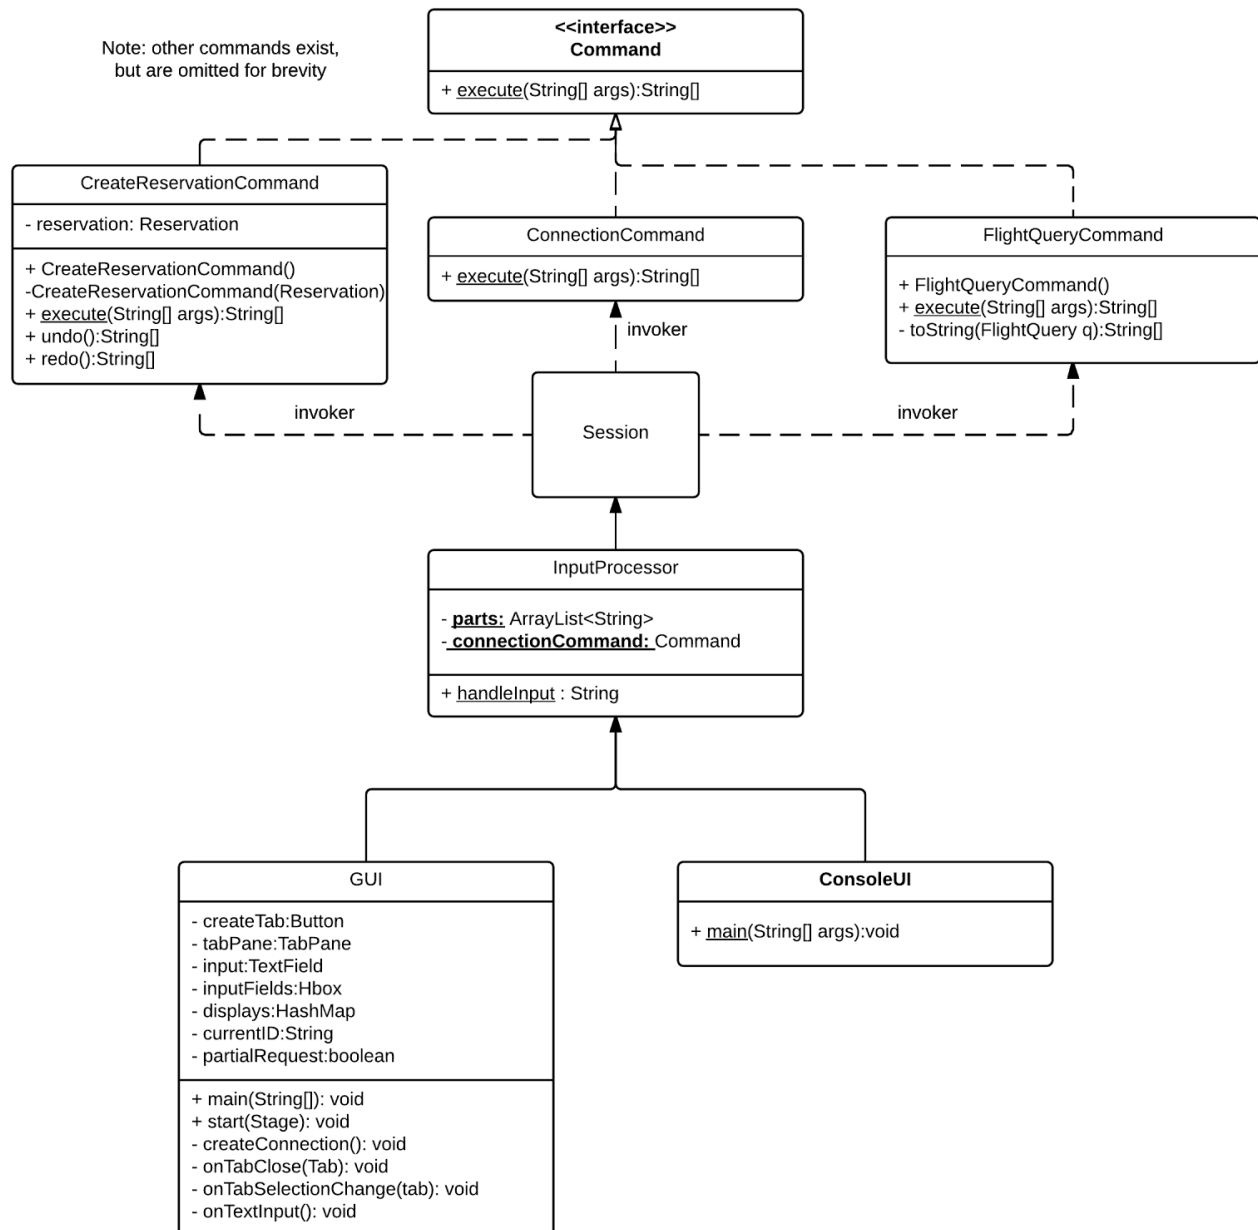 Note: other commands exist,
but are omitted for brevity
<<interface>>
Command
+ execute(String[] args):String[]
CreateReservationCommand
- reservation: Reservation
+ CreateReservationCommand()
-CreateReservationCommand(Reservation)
+ execute(String[] args):String[]
+ undo():String[]
+ redo():String[]
ConnectionCommand
+ execute(String[] args):String[]
FlightQueryCommand
+ FlightQueryCommand()
+ execute(String[] args):String[]
- toString(FlightQuery q):String[]
invoker
invoker
invoker
Session
InputProcessor
- parts: ArrayList<String>
- connectionCommand: Command
+ handleInput : String
GUI
- createTab:Button
- tabPane:TabPane
- input:TextField
- inputFields:Hbox
- displays:HashMap
- currentID:String
- partialRequest:boolean
+ main(String[]): void
+ start(Stage): void
- createConnection(): void
- onTabClose(Tab): void
- onTabSelectionChange(tab): void
- onTextInput(): void
ConsoleUI
+ main(String[] args):void